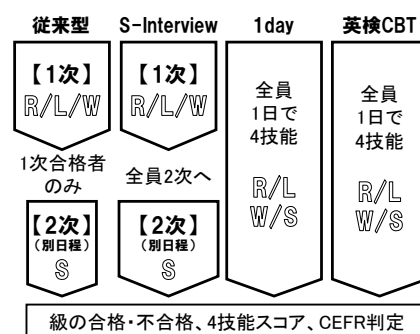 従来型
【1次】
R/L/W
1次合格者
のみ
【2次】
(別日程)
S
S-Interview
【1次】
R/L/W
全員2次へ
【2次】
(別日程)
S
1day
全員
1日で
4技能
R/L
W/S
英検CBT
全員
1日で
4技能
R/L
W/S
級の合格・不合格、4技能スコア、CEFR判定